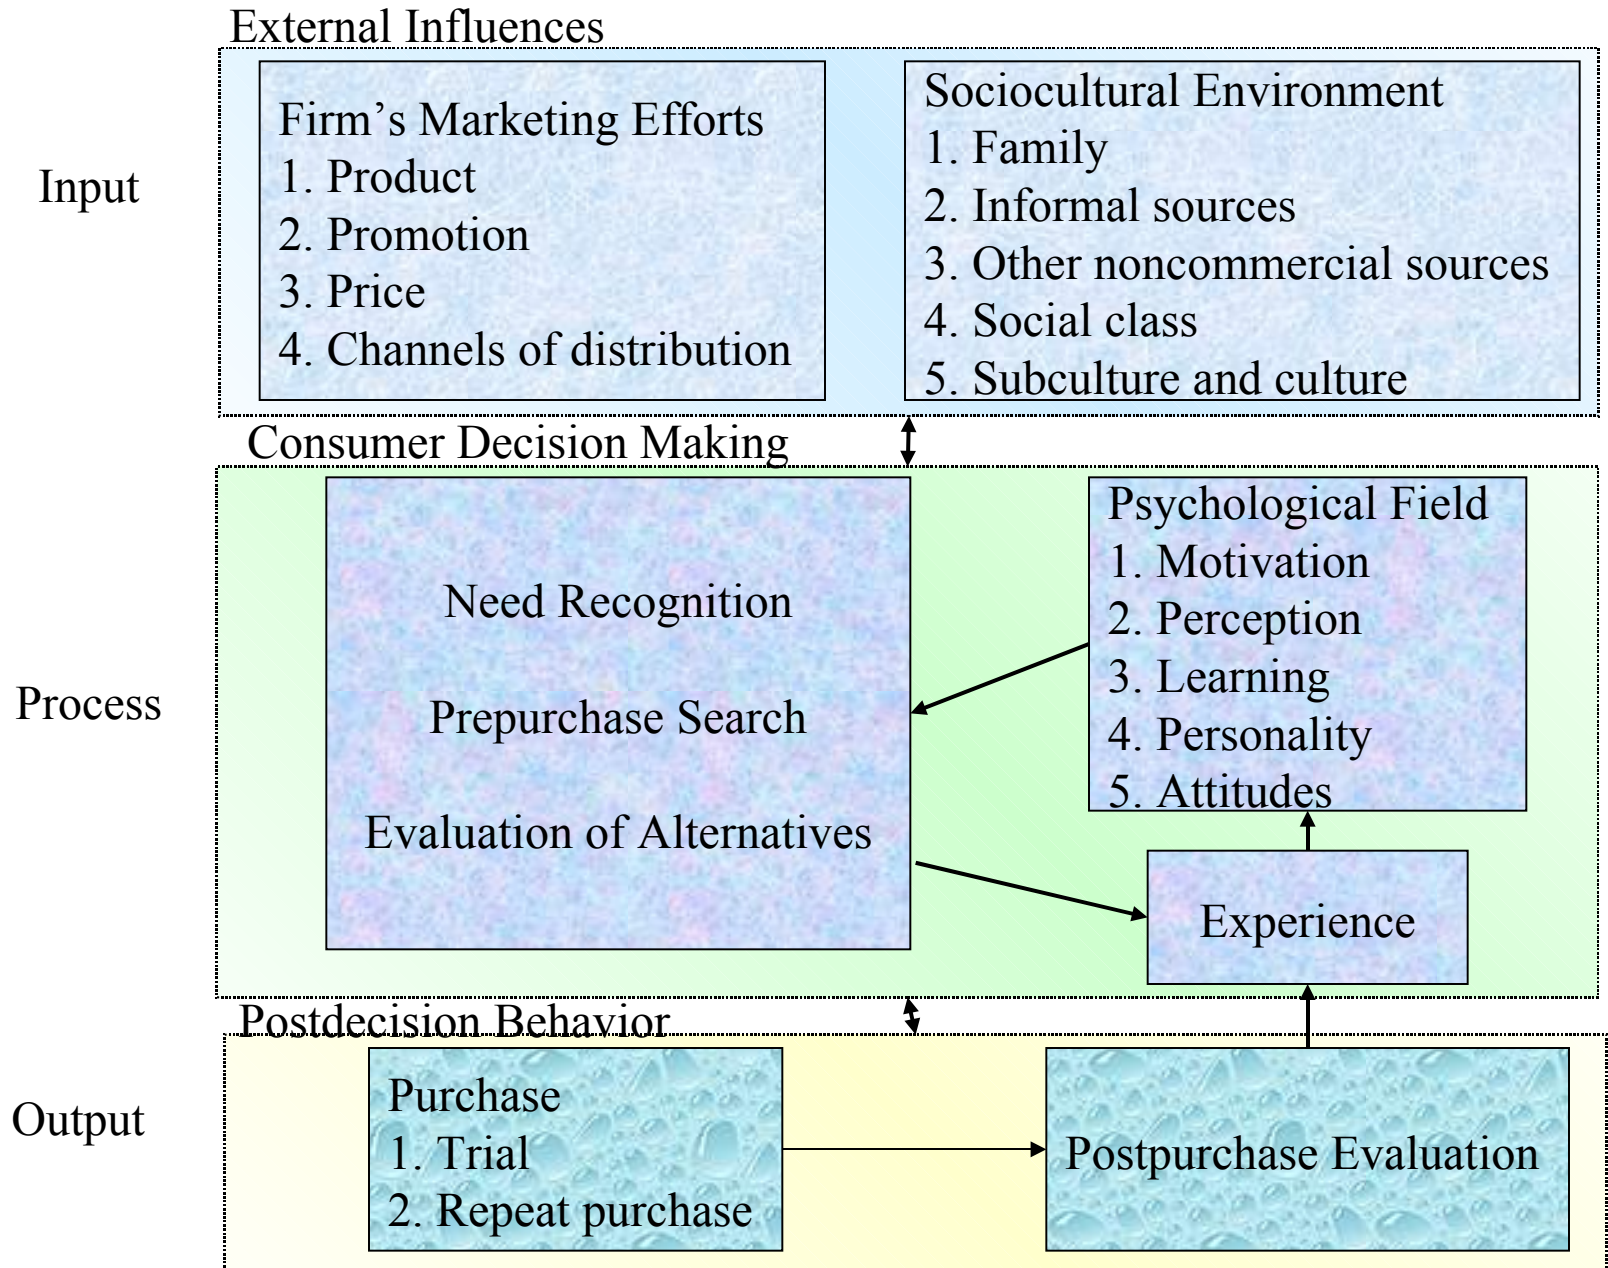 External Influences
Input
Firm’s Marketing Efforts
1. Product
2. Promotion
3. Price
4. Channels of distribution
Sociocultural Environment
1. Family
2. Informal sources
3. Other noncommercial sources
4. Social class
5. Subculture and culture
Consumer Decision Making
Process
Need Recognition
Prepurchase Search
Evaluation of Alternatives
Psychological Field
1. Motivation
2. Perception
3. Learning
4. Personality
5. Attitudes
Experience
Postdecision Behavior
Output
Purchase
1. Trial
2. Repeat purchase
Postpurchase Evaluation